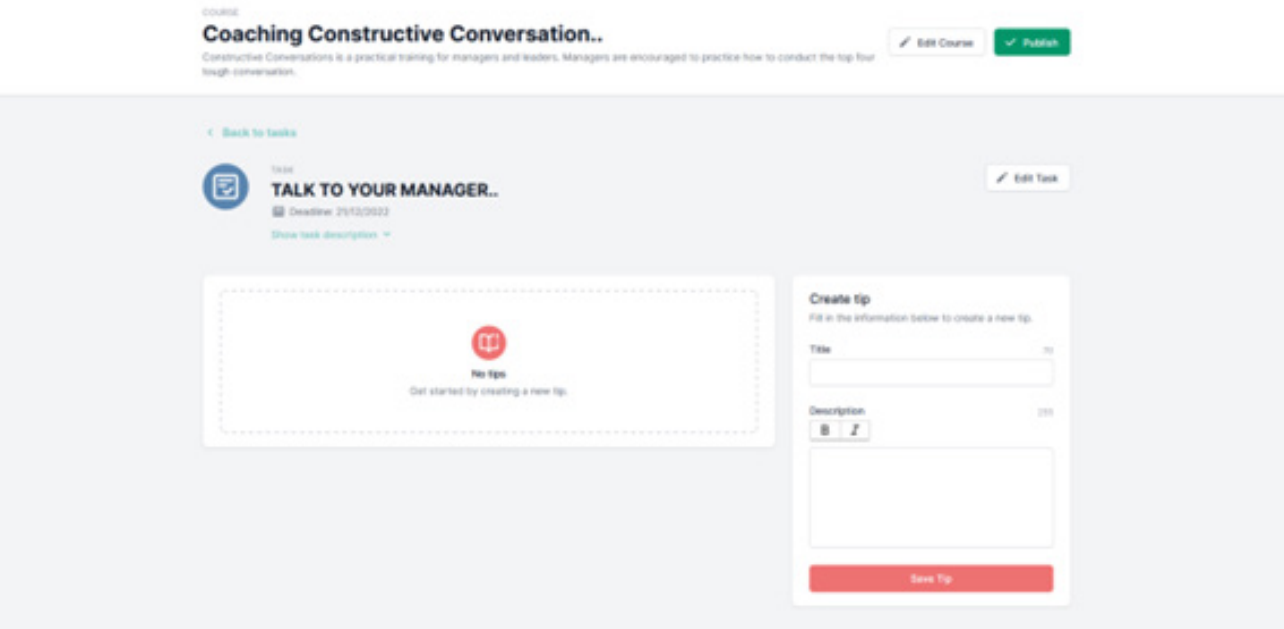 COURSE
Coaching Constructive Conversation..
Constructive Conversations is a practical training for managers and leaders. Managers are encouraged to practice how to conduct the top four
tough conversation.
Edit Course
Publish
Back to tasks
TASK
TALK TO YOUR MANAGER..
Deadline: 21/12/2022
Show task description
Edit Task
No tips
Get started by creating a new tip.
Create tip
Fill in the information below to create a new tip.
Title 70
Description
B I
Save Tip